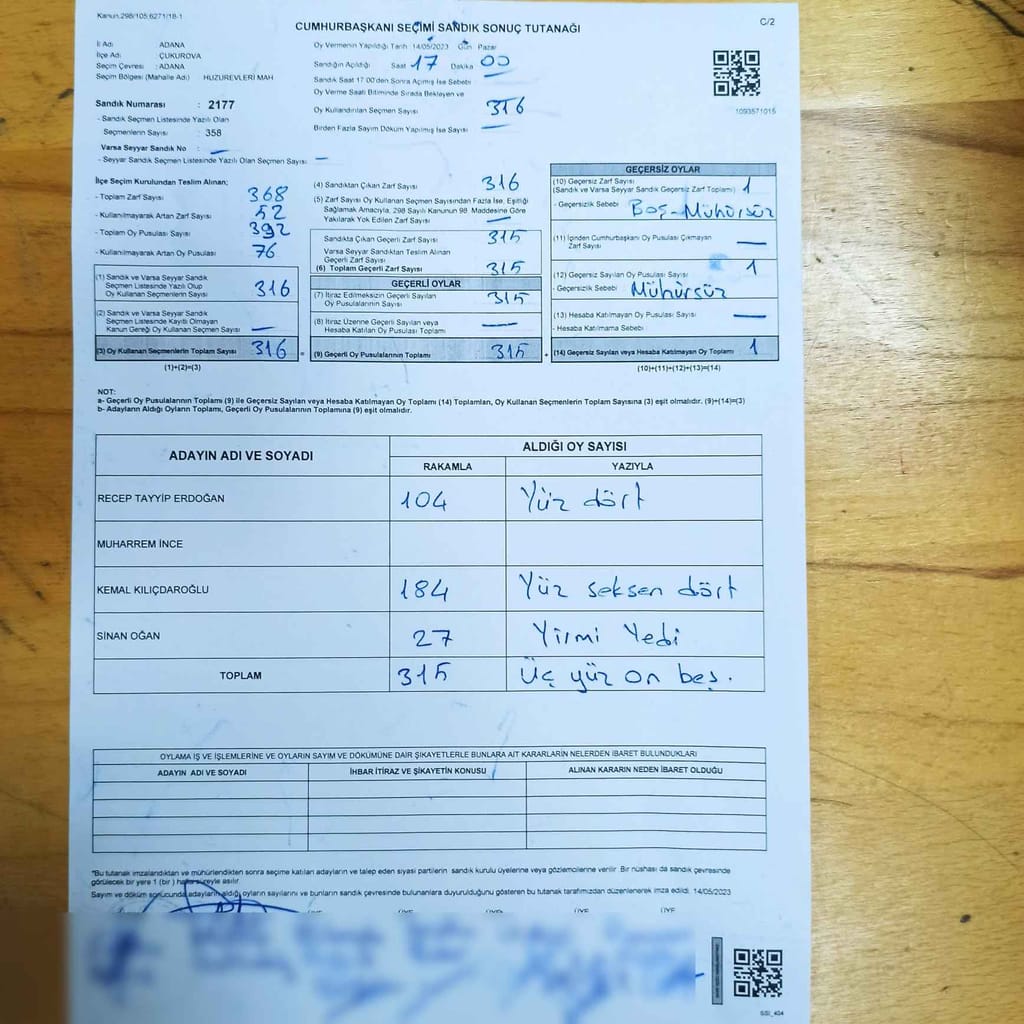 Kanun.298/105;6271/18-1
C/2
CUMHURBAŞKANI SEÇİMİ SANDIK SONUÇ TUTANAĞI
İl Adı : ADANA
İlçe Adı : ÇUKUROVA
Seçim Çevresi : ADANA
Seçim Bölgesi (Mahalle Adı) HUZUREVLERİ MAH
Sandık Numarası : 2177
- Sandık Seçmen Listesinde Yazılı Olan
Seçmenlerin Sayısı : 358
Varsa Seyyar Sandık No : —
- Seyyar Sandık Seçmen Listesinde Yazılı Olan Seçmen Sayısı : —
Oy Vermenin Yapıldığı Tarih 14/05/2023 Gün Pazar
Sandığın Açıldığı Saat 17 Dakika 00
Sandık Saat 17:00'den Sonra Açılmış İse Sebebi —
Oy Verme Saati Bitiminde Sırada Bekleyen ve
Oy Kullandırılan Seçmen Sayısı 316
Birden Fazla Sayım Döküm Yapılmış İse Sayısı —
1093571015
İlçe Seçim Kurulundan Teslim Alınan;
- Toplam Zarf Sayısı 368
- Kullanılmayarak Artan Zarf Sayısı 52
- Toplam Oy Pusulası Sayısı 392
- Kullanılmayarak Artan Oy Pusulası 76
(1) Sandık ve Varsa Seyyar Sandık
Seçmen Listesinde Yazılı Olup
Oy Kullanan Seçmenlerin Sayısı 316
(2) Sandık ve Varsa Seyyar Sandık
Seçmen Listesinde Kayıtlı Olmayan
Kanun Gereği Oy Kullanan Seçmen Sayısı —
(3) Oy Kullanan Seçmenlerin Toplam Sayısı 316
(1)+(2)=(3)
(4) Sandıktan Çıkan Zarf Sayısı 316
(5) Zarf Sayısı Oy Kullanan Seçmen Sayısından Fazla İse, Eşitliği
Sağlamak Amacıyla, 298 Sayılı Kanunun 98. Maddesine Göre
Yakılarak Yok Edilen Zarf Sayısı —
Sandıkta Çıkan Geçerli Zarf Sayısı 315
Varsa Seyyar Sandıktan Teslim Alınan
Geçerli Zarf Sayısı
(6) Toplam Geçerli Zarf Sayısı 315
GEÇERLİ OYLAR
(7) İtiraz Edilmeksizin Geçerli Sayılan
Oy Pusulalarının Sayısı 315
(8) İtiraz Üzerine Geçerli Sayılan veya
Hesaba Katılan Oy Pusulası Toplamı —
= (9) Geçerli Oy Pusulalarının Toplamı 315 +
GEÇERSİZ OYLAR
(10) Geçersiz Zarf Sayısı
(Sandık ve Varsa Seyyar Sandık Geçersiz Zarf Toplamı) 1
- Geçersizlik Sebebi Boş-Mühürsüz
(11) İçinden Cumhurbaşkanı Oy Pusulası Çıkmayan
Zarf Sayısı —
(12) Geçersiz Sayılan Oy Pusulası Sayısı 1
- Geçersizlik Sebebi Mühürsüz
(13) Hesaba Katılmayan Oy Pusulası Sayısı —
- Hesaba Katılmama Sebebi
(14) Geçersiz Sayılan veya Hesaba Katılmayan Oy Toplamı 1
(10)+(11)+(12)+(13)=(14)
NOT:
a- Geçerli Oy Pusulalarının Toplamı (9) ile Geçersiz Sayılan veya Hesaba Katılmayan Oy Toplamı (14) Toplamları, Oy Kullanan Seçmenlerin Toplam Sayısına (3) eşit olmalıdır. (9)+(14)=(3)
b- Adayların Aldığı Oyların Toplamı, Geçerli Oy Pusulalarının Toplamına (9) eşit olmalıdır.
ADAYIN ADI VE SOYADI ALDIĞI OY SAYISI
RAKAMLA YAZIYLA
RECEP TAYYİP ERDOĞAN 104 Yüz dört
MUHARREM İNCE
KEMAL KILIÇDAROĞLU 184 Yüz seksen dört
SİNAN OĞAN 27 Yirmi Yedi
TOPLAM 315 Üç yüz on beş.
OYLAMA İŞ VE İŞLEMLERİNE VE OYLARIN SAYIM VE DÖKÜMÜNE DAİR ŞİKAYETLERLE BUNLARA AİT KARARLARIN NELERDEN İBARET BULUNDUKLARI
ADAYIN ADI VE SOYADI İHBAR İTİRAZ VE ŞİKAYETİN KONUSU ALINAN KARARIN NEDEN İBARET OLDUĞU
*Bu tutanak imzalandıktan ve mühürlendikten sonra seçime katılan adayların ve talep eden siyasi partilerin sandık kurulu üyelerine veya gözlemcilerine verilir. Bir nüshası da sandık çevresinde
görülecek bir yere 1 (bir) hafta süreyle asılır.
Sayım ve döküm sonucunda adayların aldığı oyların sayılarını ve bunların sandık çevresinde bulunanlara duyurulduğunu gösteren bu tutanak tarafımızdan düzenlenerek imza edildi. 14/05/2023
ÜYE ÜYE ÜYE ÜYE ÜYE
SSİ_404